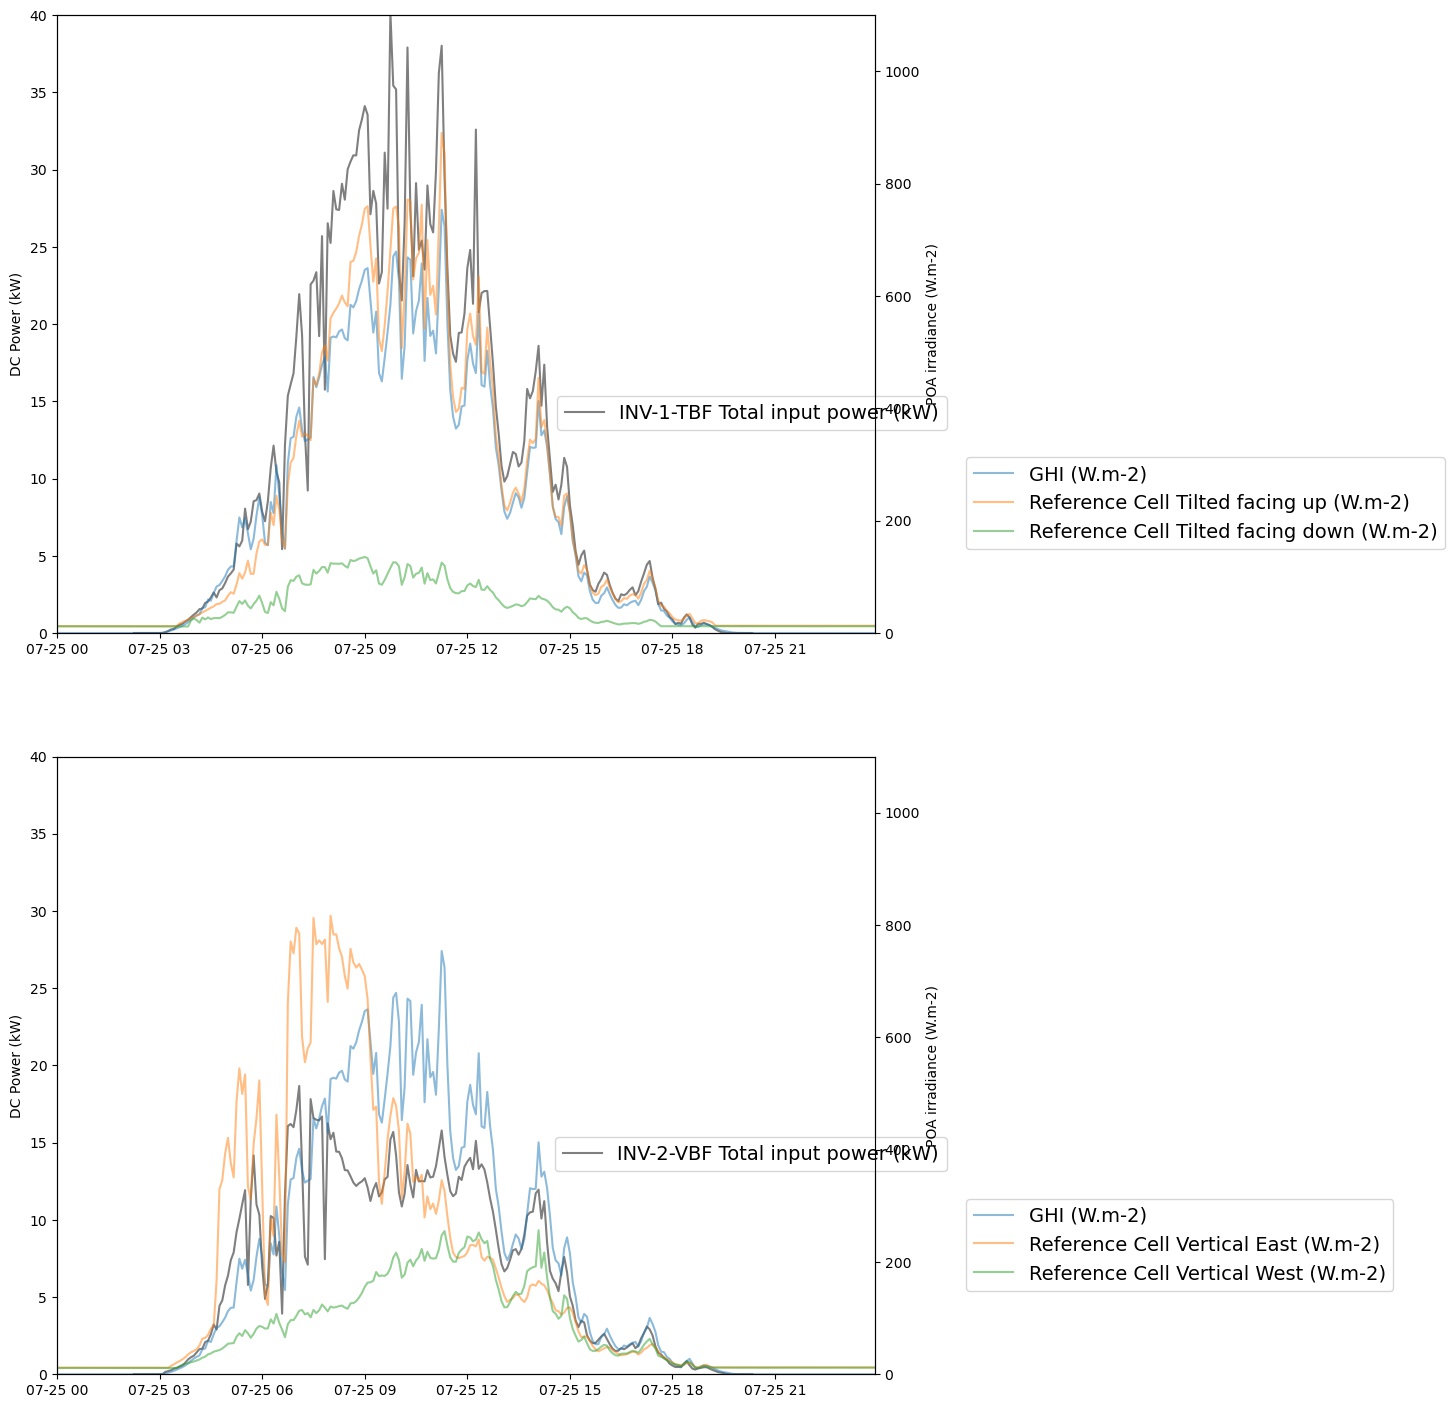 40
35
30
25
20
15
10
5
0
DC Power (kW)
1000
800
600
400
200
0
POA irradiance (W.m-2)
INV-1-TBF Total input power (kW)
GHI (W.m-2)
Reference Cell Tilted facing up (W.m-2)
Reference Cell Tilted facing down (W.m-2)
07-25 00 07-25 03 07-25 06 07-25 09 07-25 12 07-25 15 07-25 18 07-25 21
40
35
30
25
20
15
10
5
0
DC Power (kW)
1000
800
600
400
200
0
POA irradiance (W.m-2)
INV-2-VBF Total input power (kW)
GHI (W.m-2)
Reference Cell Vertical East (W.m-2)
Reference Cell Vertical West (W.m-2)
07-25 00 07-25 03 07-25 06 07-25 09 07-25 12 07-25 15 07-25 18 07-25 21